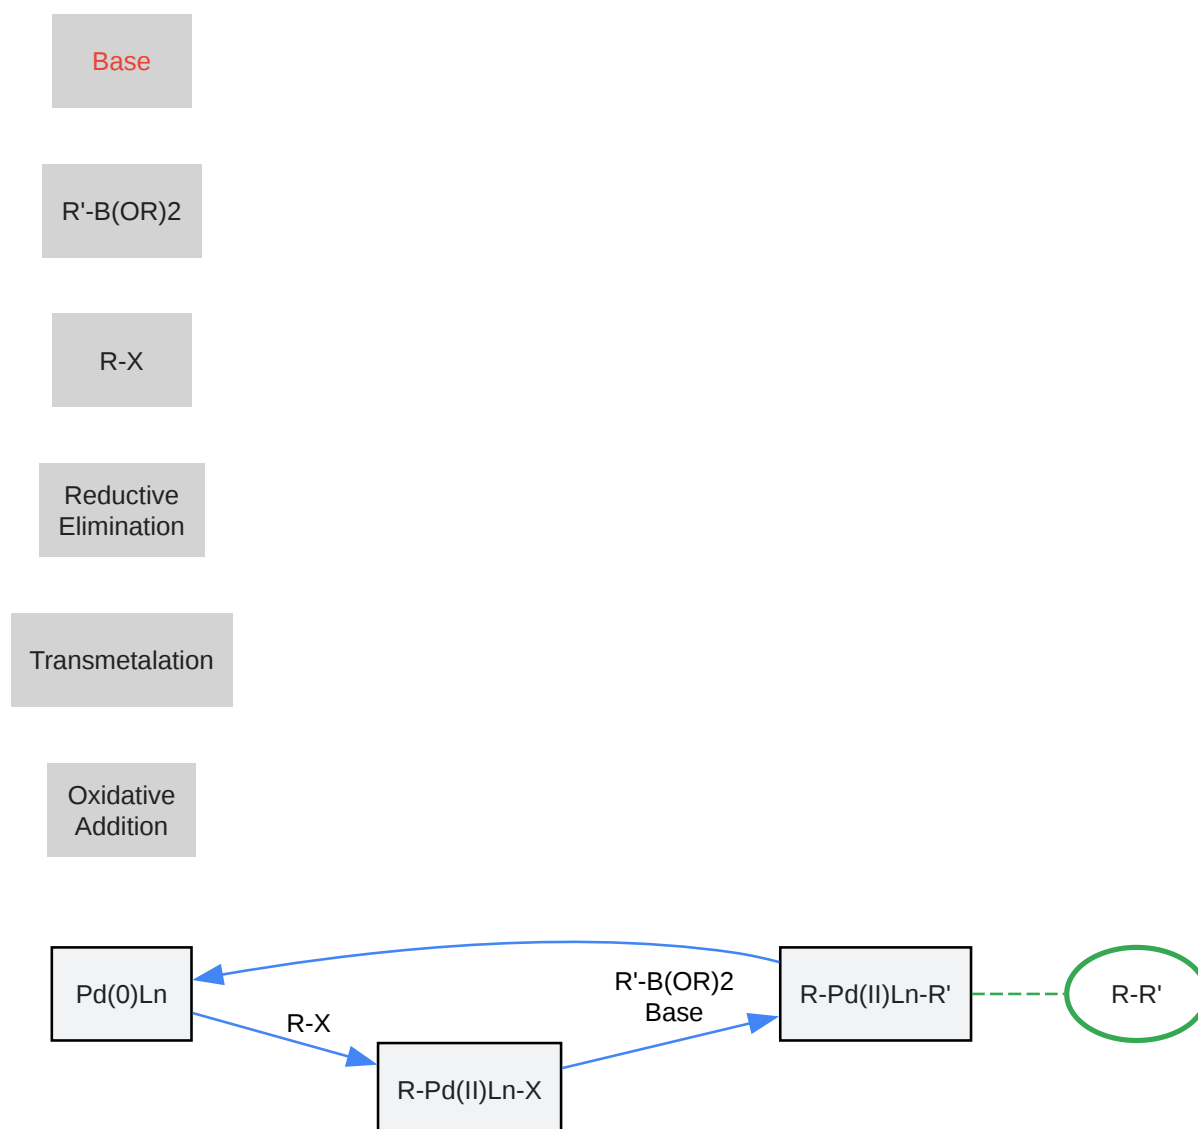 Base
R'-B(OR)2
R-X
Reductive
Elimination
Transmetalation
Oxidative
Addition
Pd(0)Ln
R-X
R-Pd(II)Ln-X
R'-B(OR)2
Base
R-Pd(II)Ln-R'
R-R'